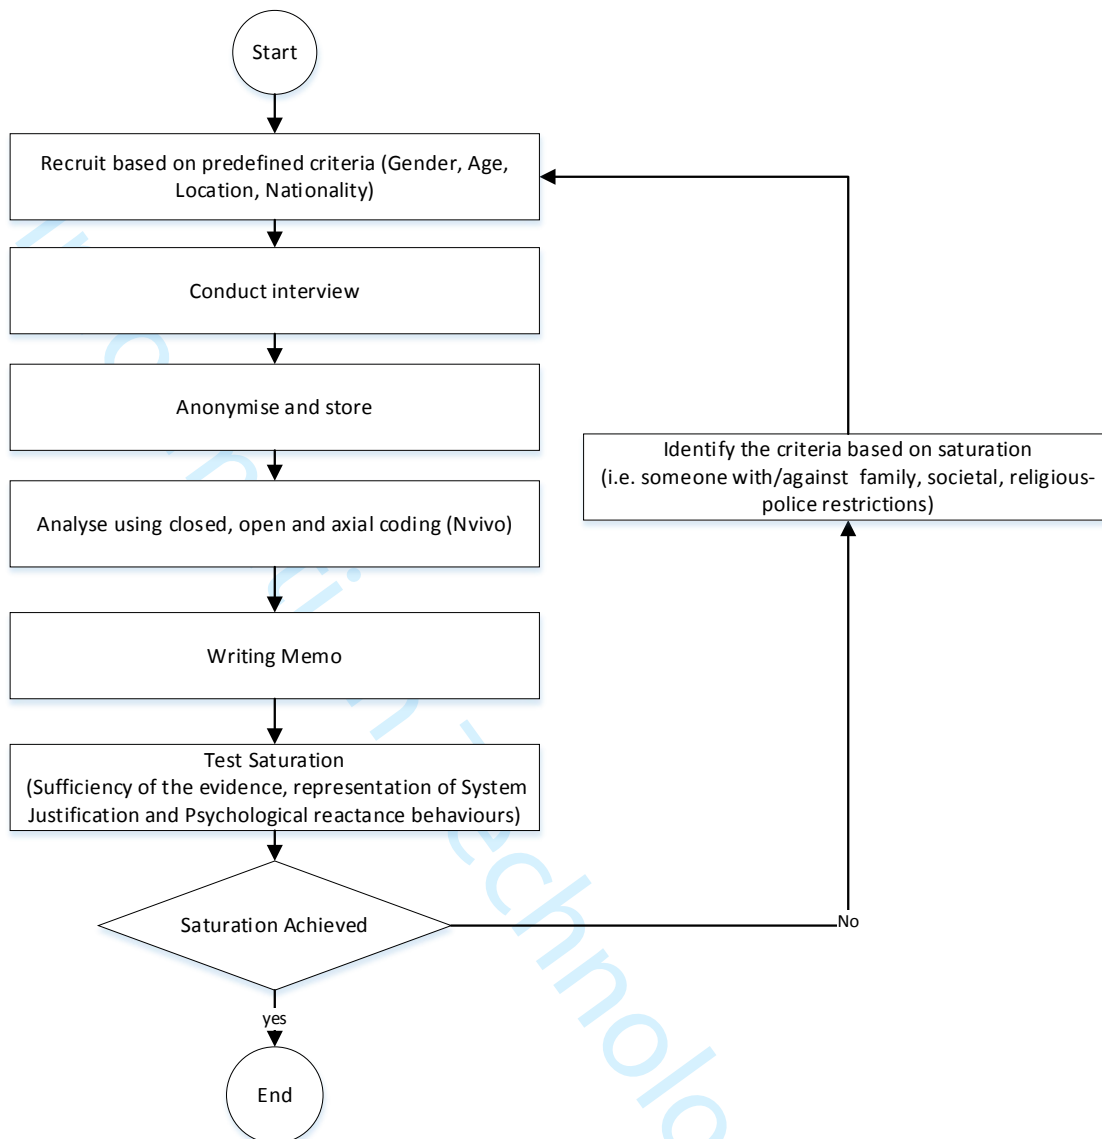 Start
Recruit based on predefined criteria (Gender, Age,
Location, Nationality)
Conduct interview
Anonymise and store
Analyse using closed, open and axial coding (Nvivo)
Writing Memo
Test Saturation
(Sufficiency of the evidence, representation of System
Justification and Psychological reactance behaviours)
Saturation Achieved
yes
End
No
Identify the criteria based on saturation
(i.e. someone with/against  family, societal, religious-
police restrictions)